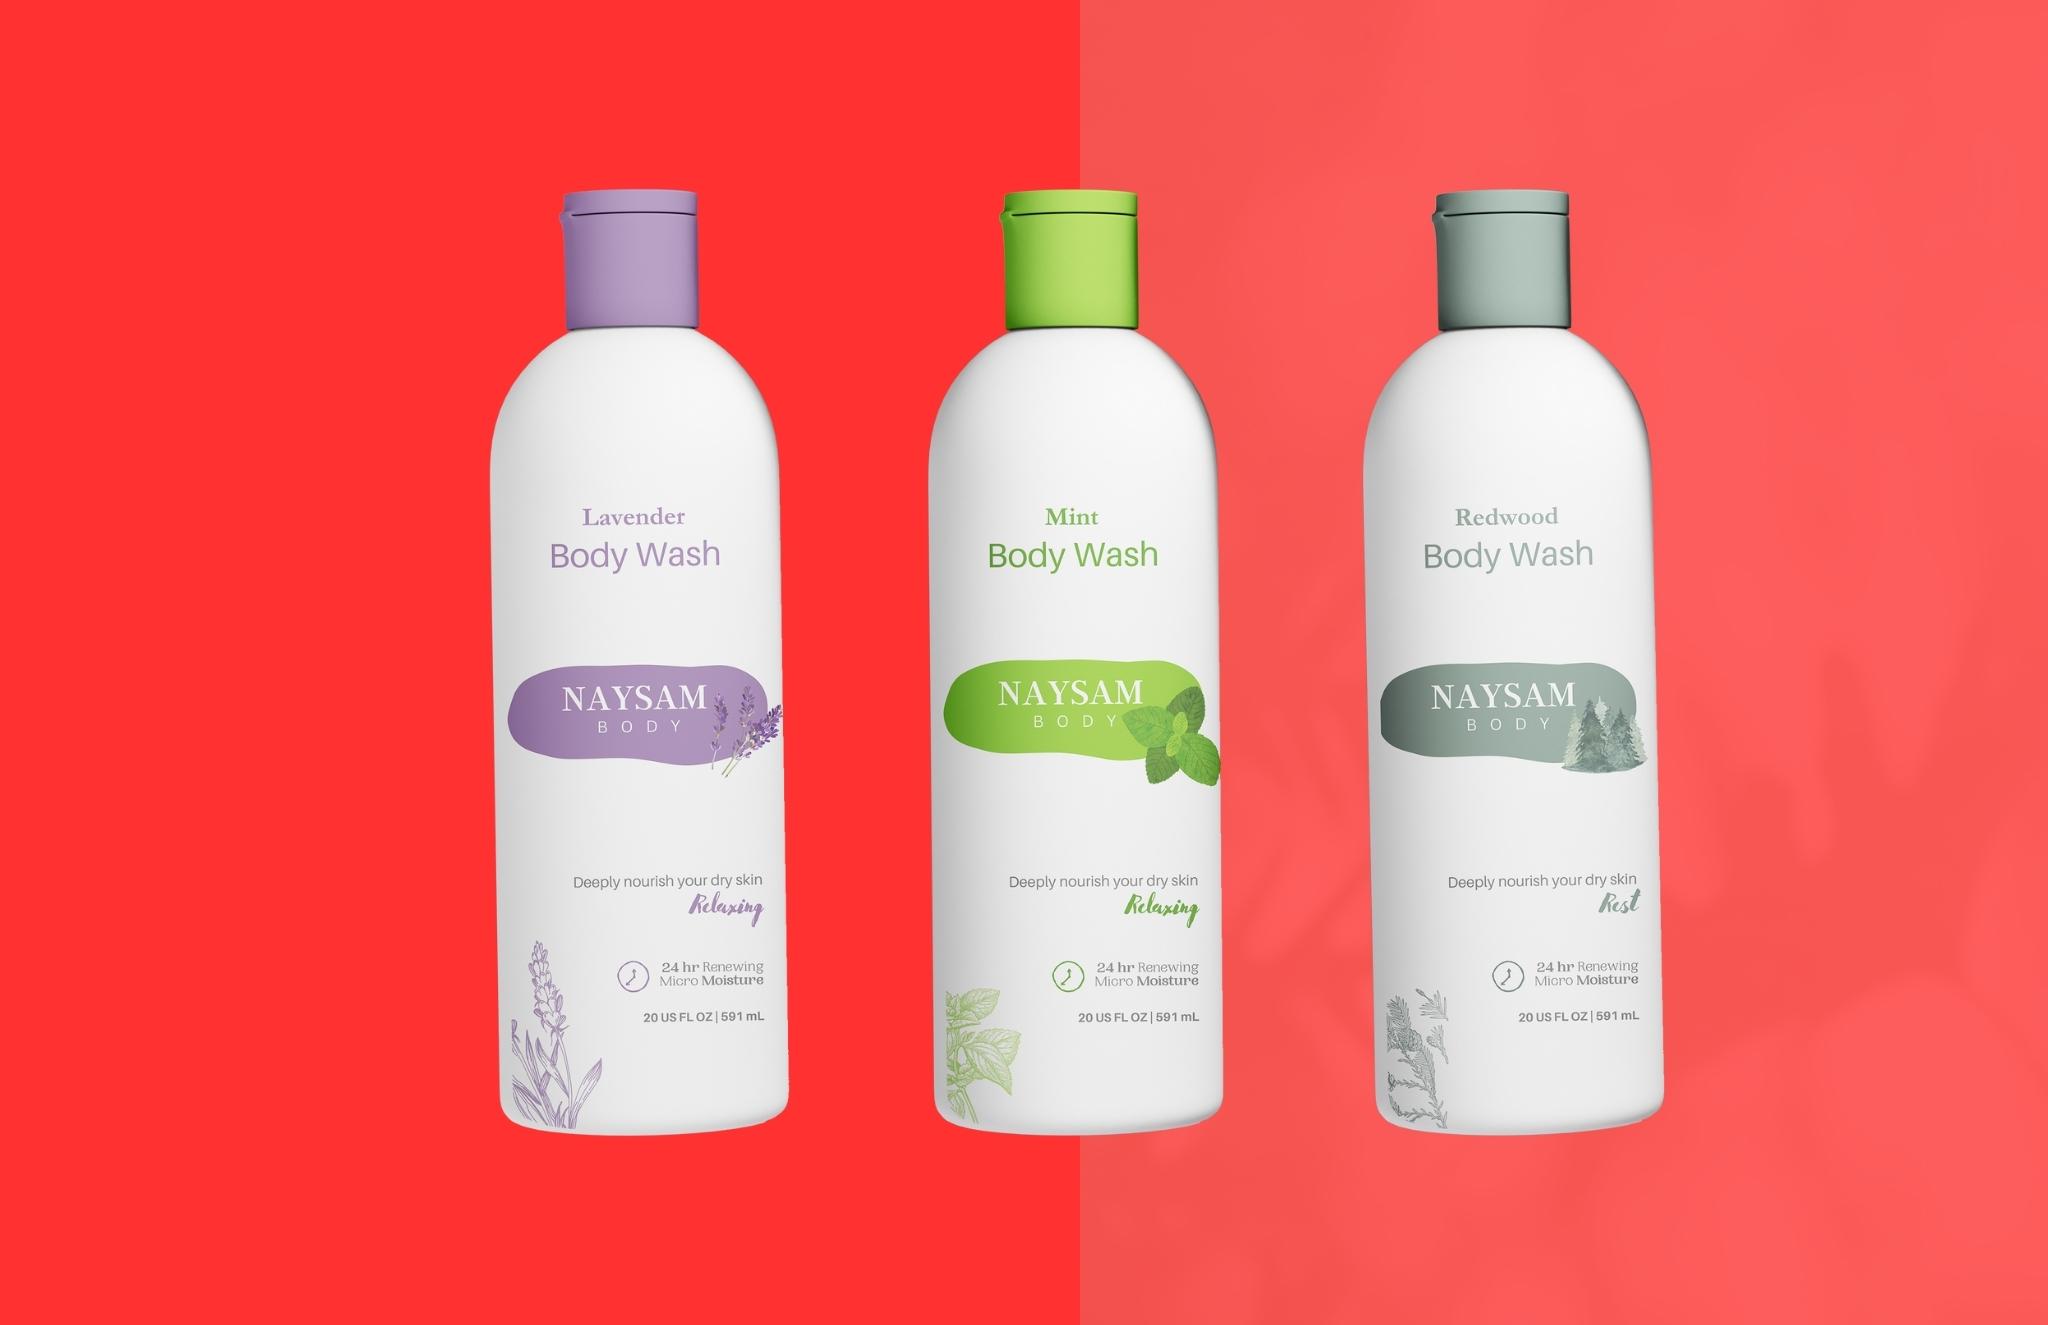 Lavender
Body Wash
NAYSAM
BODY
Deeply nourish your dry skin
Relaxing
24 hr Renewing
Micro Moisture
20 US FL OZ | 591 mL
Mint
Body Wash
NAYSAM
BODY
Deeply nourish your dry skin
Relaxing
24 hr Renewing
Micro Moisture
20 US FL OZ | 591 mL
Redwood
Body Wash
NAYSAM
BODY
Deeply nourish your dry skin
Rest
24 hr Renewing
Micro Moisture
20 US FL OZ | 591 mL